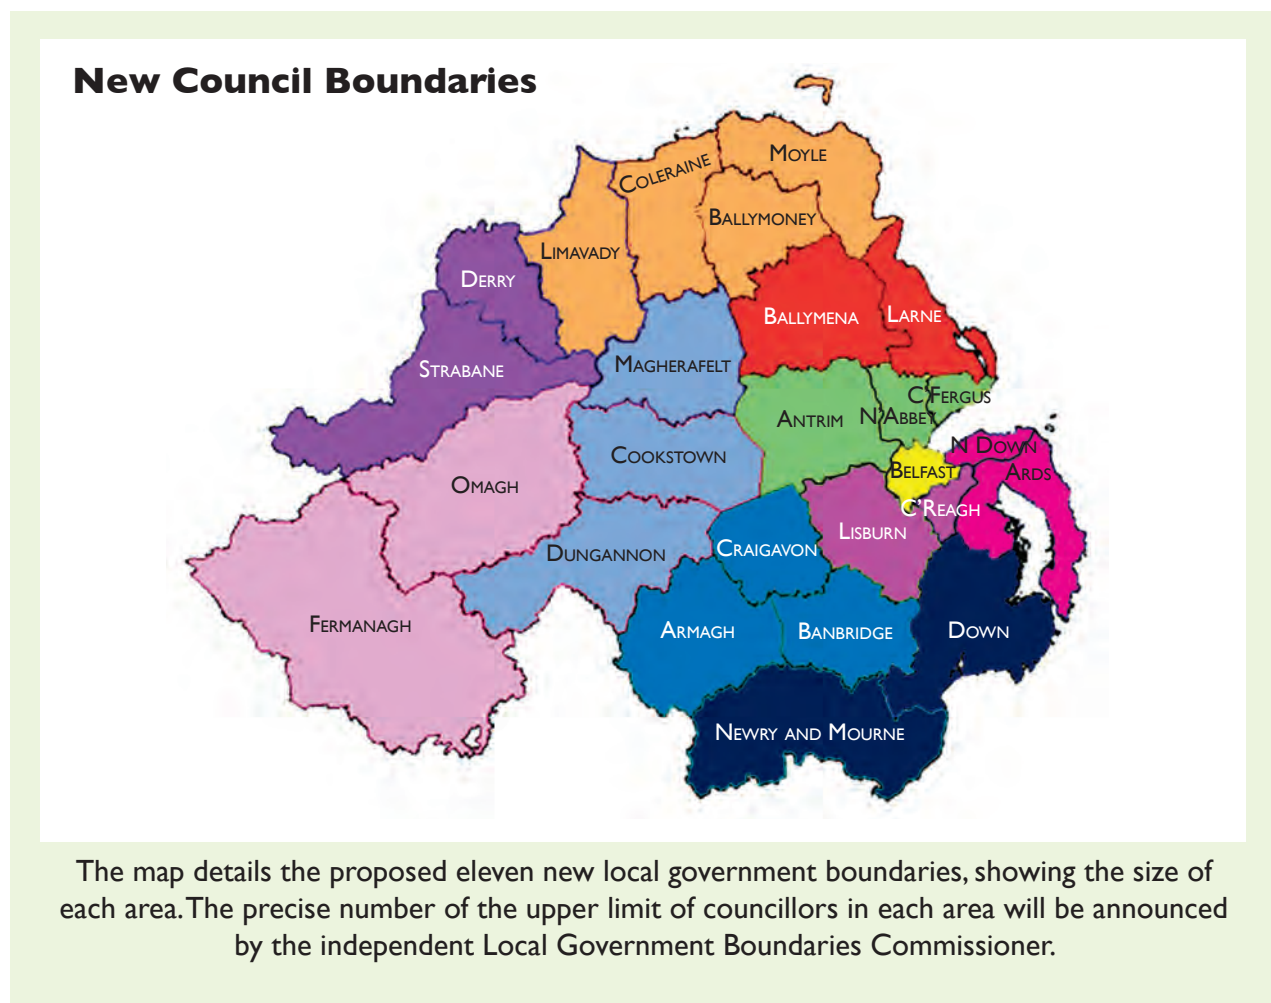 New Council Boundaries
Moyle
Coleraine
Ballymoney
Limavady
Derry
Ballymena
Larne
Strabane
Magherafelt
C'Fergus
Antrim
N'Abbey
N Down
Cookstown
Belfast
Ards
Omagh
C'Reagh
Lisburn
Craigavon
Dungannon
Fermanagh
Armagh
Banbridge
Down
Newry and Mourne
The map details the proposed eleven new local government boundaries, showing the size of
each area. The precise number of the upper limit of councillors in each area will be announced
by the independent Local Government Boundaries Commissioner.